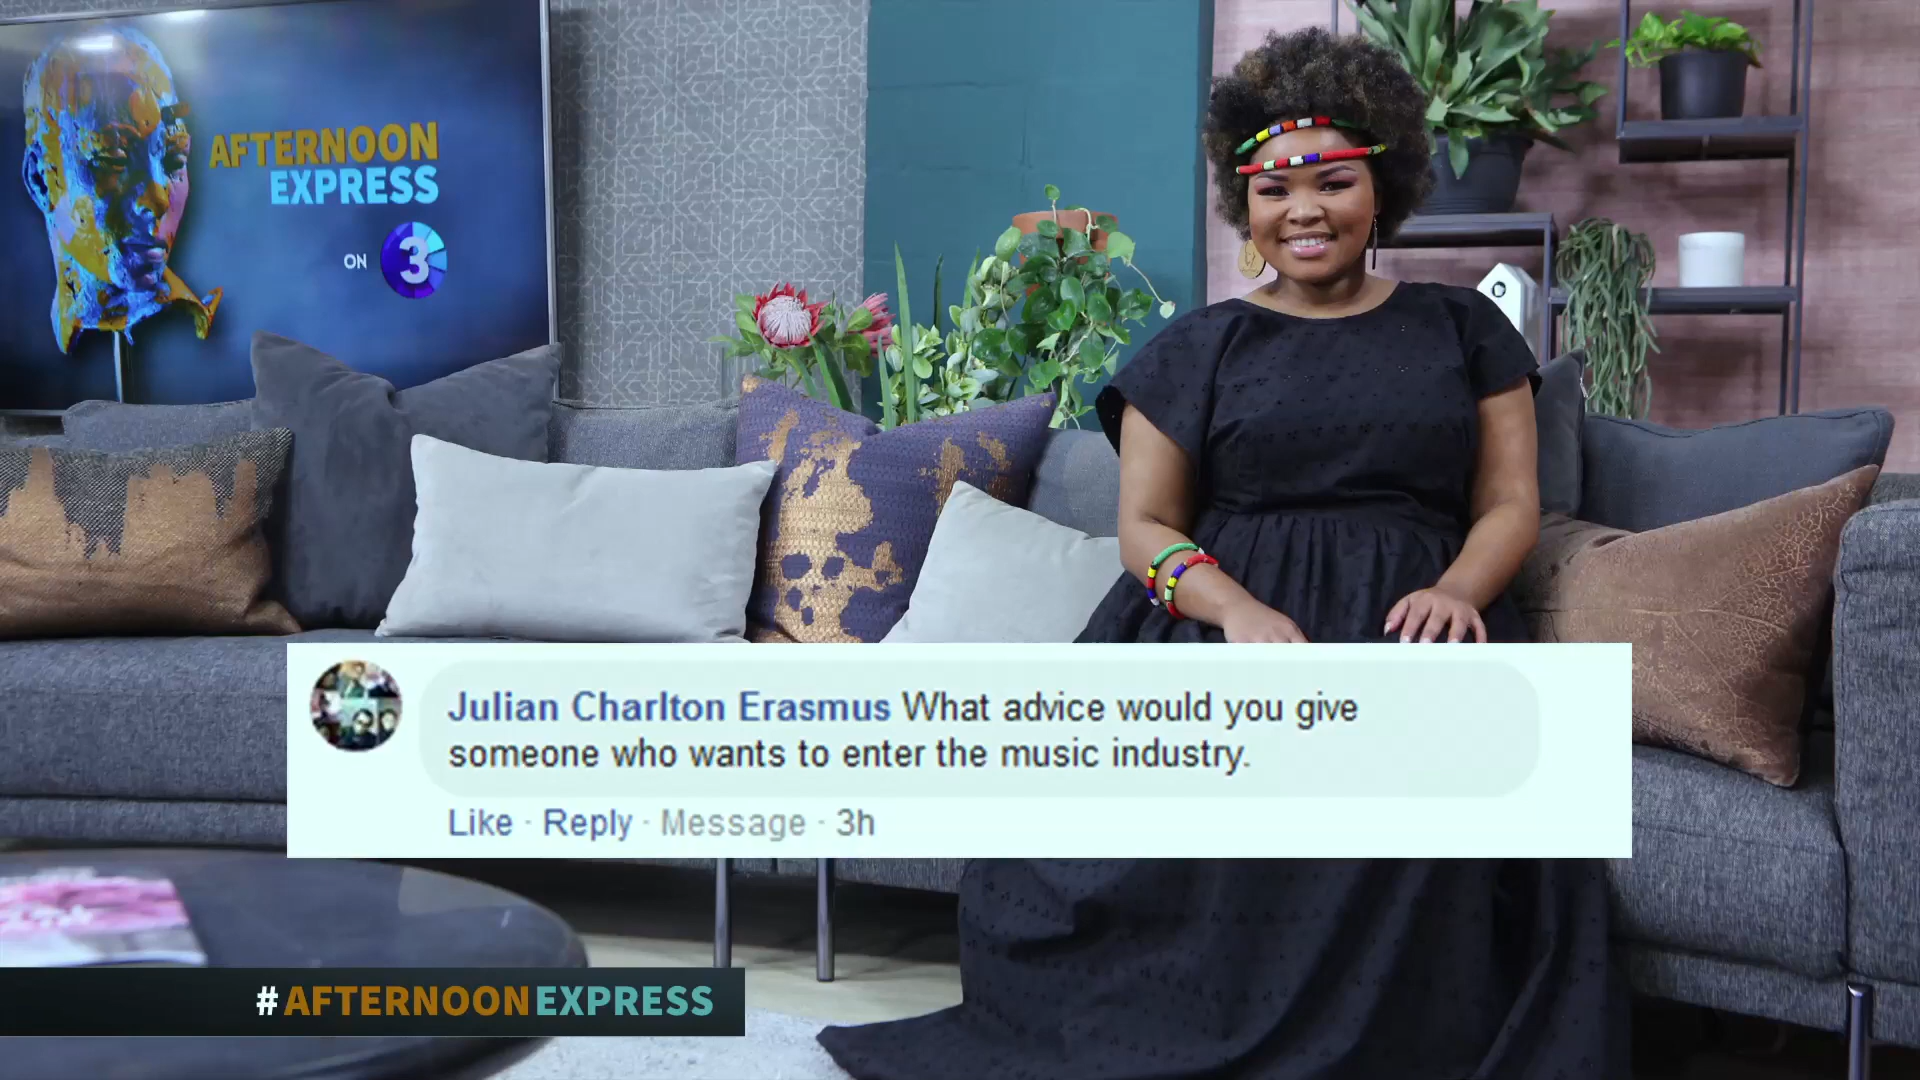 AFTERNOON
EXPRESS
ON 3
Julian Charlton Erasmus What advice would you give
someone who wants to enter the music industry.
Like · Reply · Message · 3h
#AFTERNOONEXPRESS